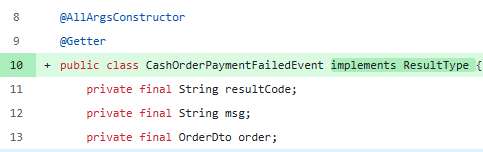 8 @AllArgsConstructor
9 @Getter
10 + public class CashOrderPaymentFailedEvent implements ResultType {
11 private final String resultCode;
12 private final String msg;
13 private final OrderDto order;